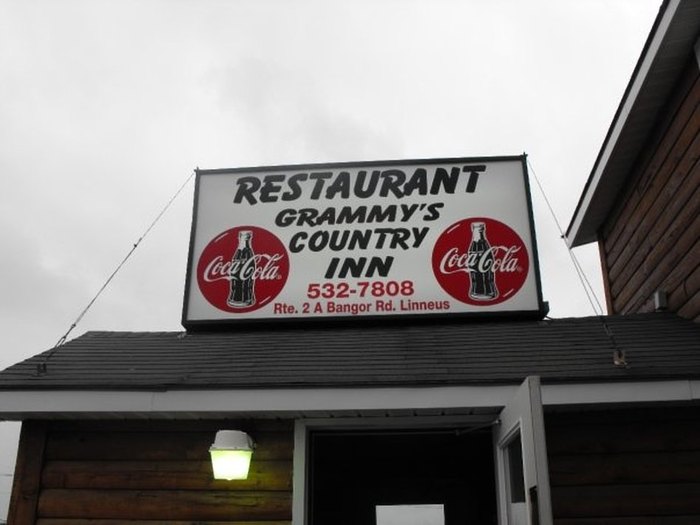 RESTAURANT
GRAMMY'S
COUNTRY
INN
532-7808
Rte. 2 A Bangor Rd. Linneus
Coca-Cola
Coca-Cola